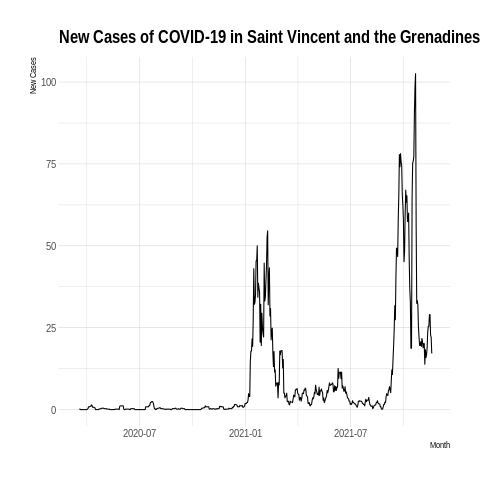 New Cases of COVID-19 in Saint Vincent and the Grenadines
New Cases
100
75
50
25
0
2020-07
2021-01
2021-07
Month